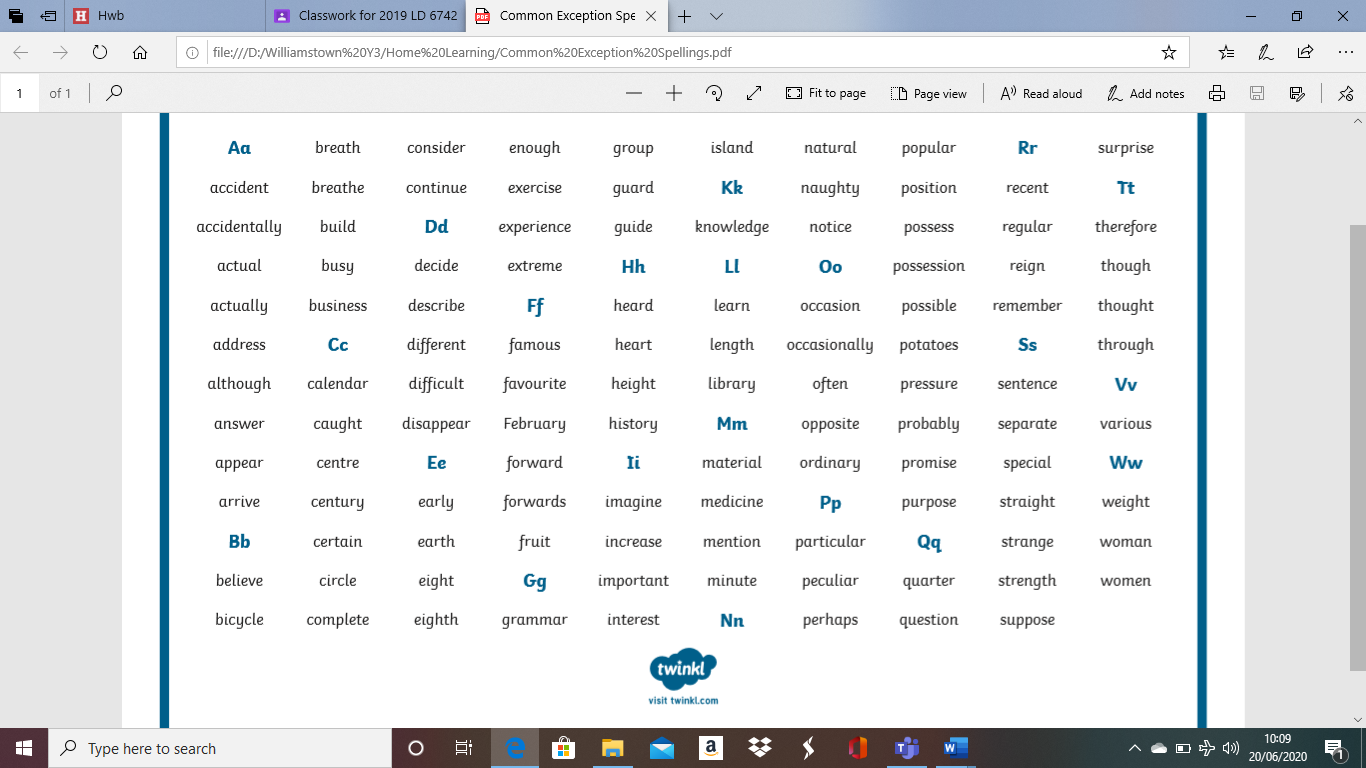 Hwb
Classwork for 2019 LD 6742
Common Exception Spe
file:///D:/Williamstown%20Y3/Home%20Learning/Common%20Exception%20Spellings.pdf
1 of 1 Fit to page Page view Read aloud Add notes
Aa breath consider enough group island natural popular Rr surprise
accident breathe continue exercise guard Kk naughty position recent Tt
accidentally build Dd experience guide knowledge notice possess regular therefore
actual busy decide extreme Hh Ll Oo possession reign though
actually business describe Ff heard learn occasion possible remember thought
address Cc different famous heart length occasionally potatoes Ss through
although calendar difficult favourite height library often pressure sentence Vv
answer caught disappear February history Mm opposite probably separate various
appear centre Ee forward Ii material ordinary promise special Ww
arrive century early forwards imagine medicine Pp purpose straight weight
Bb certain earth fruit increase mention particular Qq strange woman
believe circle eight Gg important minute peculiar quarter strength women
bicycle complete eighth grammar interest Nn perhaps question suppose
twinkl
visit twinkl.com
Type here to search
10:09
20/06/2020
1